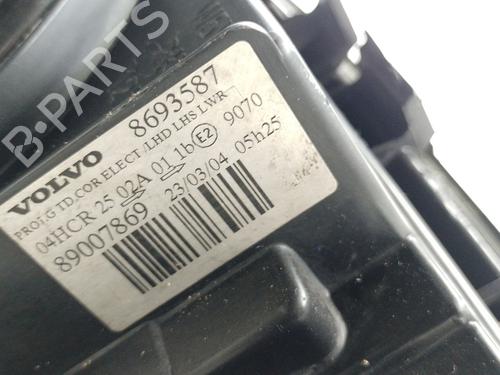 VOLVO 8693587
PROJ.G TD.COR ELECT /LHD LHS LWR
04HCR 25 02A 01 1b E2 9070
89007869 23/03/04 05h25
B-PARTS